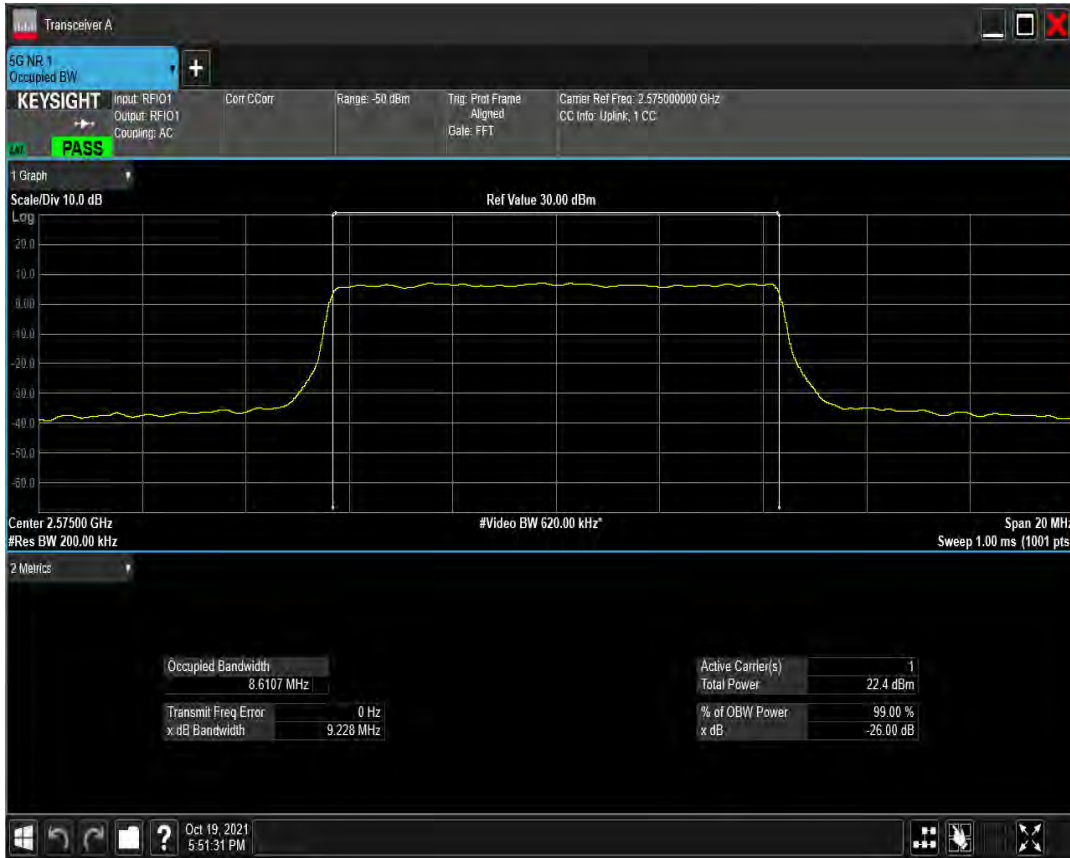 Transceiver A
5G NR 1
Occupied BW
+
KEYSIGHT
Input: RFIO1
Output: RFIO1
Coupling: AC
Corr CCorr
Range: -50 dBm
Trig: Prot Frame
Aligned
Gate: FFT
Carrier Ref Freq: 2.575000000 GHz
CC Info: Uplink, 1 CC
PASS
1 Graph
Scale/Div 10.0 dB
Ref Value 30.00 dBm
Log
20.0
10.0
0.00
-10.0
-20.0
-30.0
-40.0
-50.0
-60.0
Center 2.57500 GHz
#Video BW 620.00 kHz*
Span 20 MHz
#Res BW 200.00 kHz
Sweep 1.00 ms (1001 pts
2 Metrics
Occupied Bandwidth
8.6107 MHz
Transmit Freq Error 0 Hz
x dB Bandwidth 9.228 MHz
Active Carrier(s) 1
Total Power 22.4 dBm
% of OBW Power 99.00 %
x dB -26.00 dB
?
Oct 19, 2021
5:51:31 PM